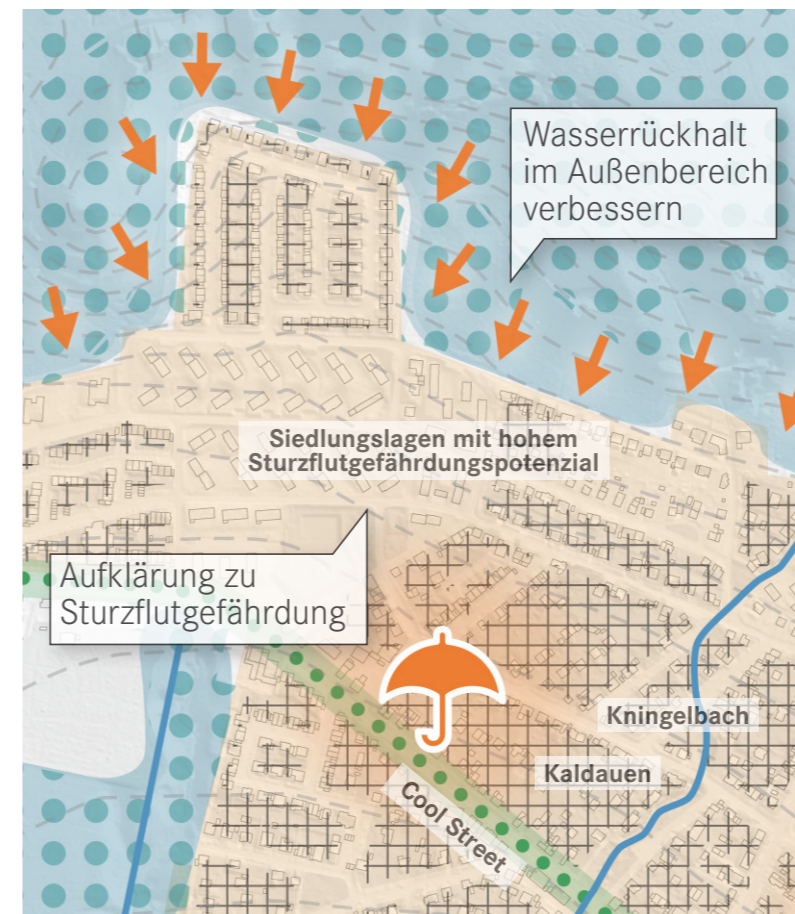 Wasserrückhalt
im Außenbereich
verbessern
Siedlungslagen mit hohem
Sturzflutgefährdungspotenzial
Aufklärung zu
Sturzflutgefährdung
Kningelbach
Kaldauen
Cool Street